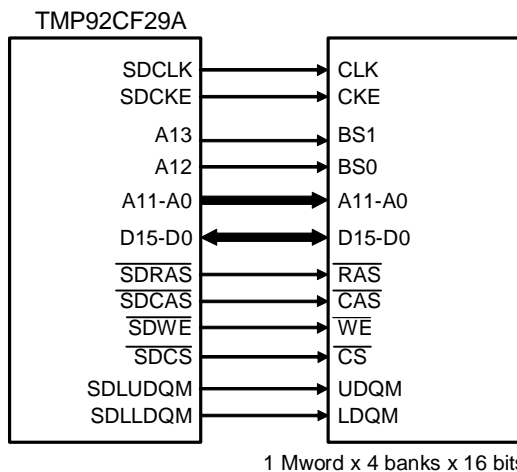 TMP92CF29A
SDCLK CLK
SDCKE CKE
A13 BS1
A12 BS0
A11-A0 A11-A0
D15-D0 D15-D0
SDRAS RAS
SDCAS CAS
SDWE WE
SDCS CS
SDLUDQM UDQM
SDLLDQM LDQM
1 Mword x 4 banks x 16 bits